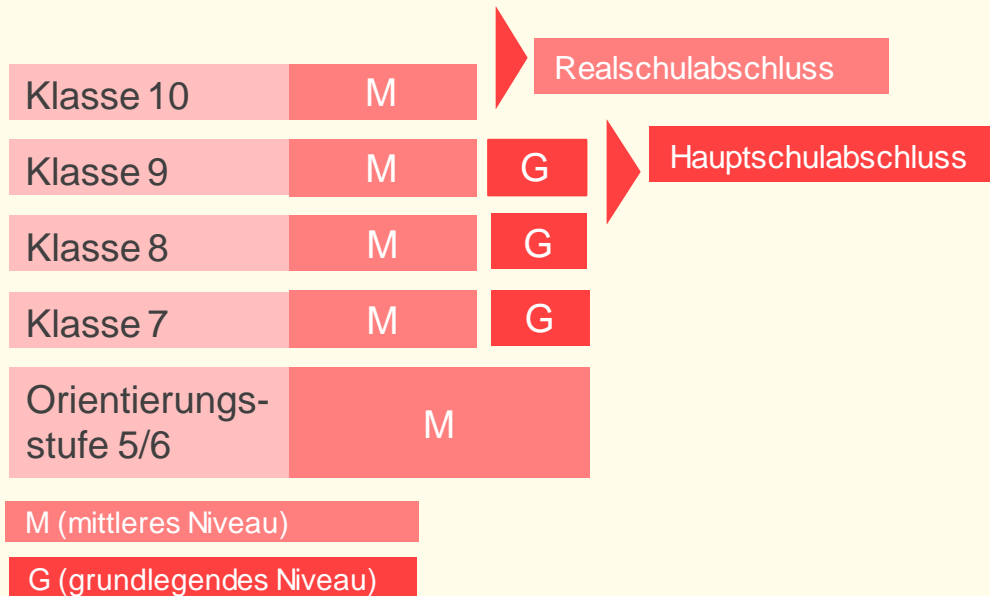 Realschulabschluss
Klasse 10 M
Hauptschulabschluss
Klasse 9 M G
Klasse 8 M G
Klasse 7 M G
Orientierungs-
stufe 5/6
M
M (mittleres Niveau)
G (grundlegendes Niveau)